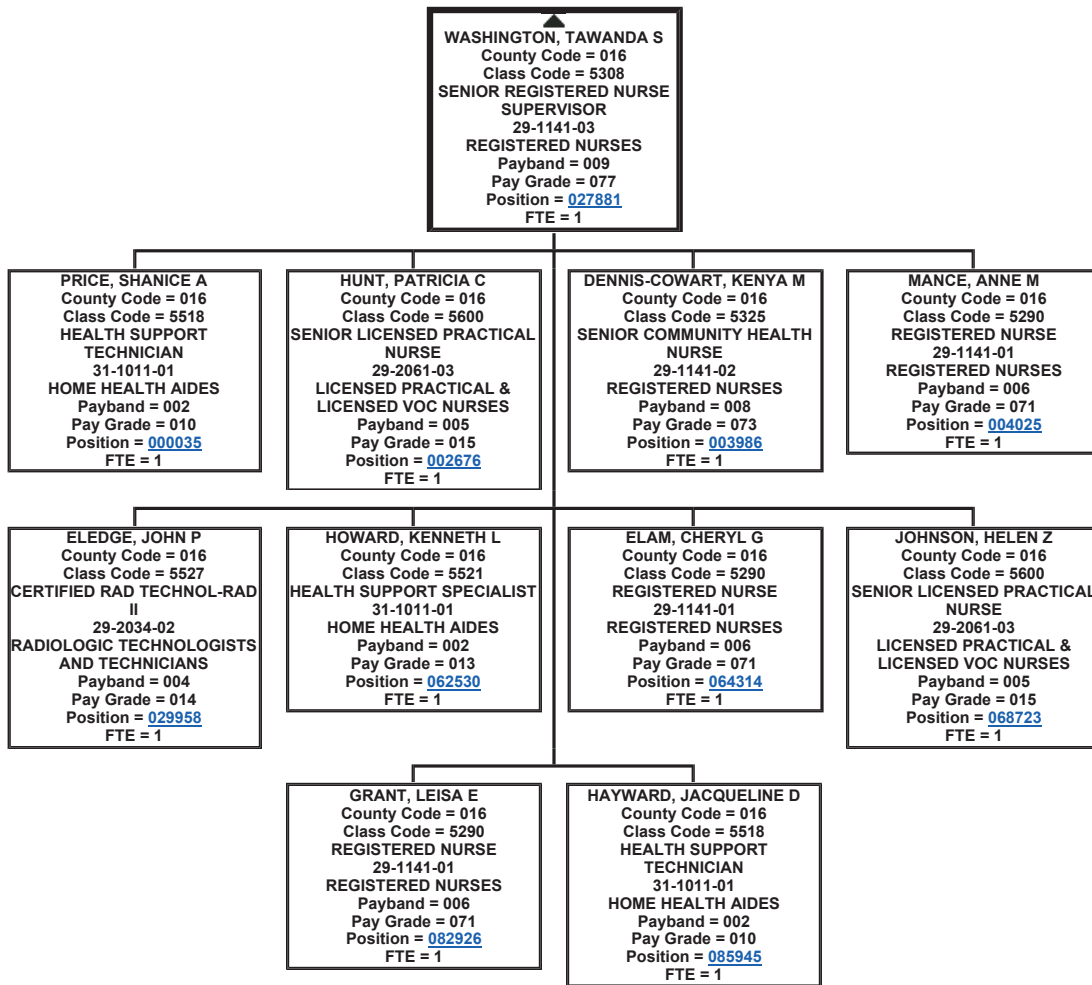 WASHINGTON, TAWANDA S
County Code = 016
Class Code = 5308
SENIOR REGISTERED NURSE
SUPERVISOR
29-1141-03
REGISTERED NURSES
Payband = 009
Pay Grade = 077
Position = 027881
FTE = 1
PRICE, SHANICE A
County Code = 016
Class Code = 5518
HEALTH SUPPORT
TECHNICIAN
31-1011-01
HOME HEALTH AIDES
Payband = 002
Pay Grade = 010
Position = 000035
FTE = 1
HUNT, PATRICIA C
County Code = 016
Class Code = 5600
SENIOR LICENSED PRACTICAL
NURSE
29-2061-03
LICENSED PRACTICAL &
LICENSED VOC NURSES
Payband = 005
Pay Grade = 015
Position = 002676
FTE = 1
DENNIS-COWART, KENYA M
County Code = 016
Class Code = 5325
SENIOR COMMUNITY HEALTH
NURSE
29-1141-02
REGISTERED NURSES
Payband = 008
Pay Grade = 073
Position = 003986
FTE = 1
MANCE, ANNE M
County Code = 016
Class Code = 5290
REGISTERED NURSE
29-1141-01
REGISTERED NURSES
Payband = 006
Pay Grade = 071
Position = 004025
FTE = 1
ELEDGE, JOHN P
County Code = 016
Class Code = 5527
CERTIFIED RAD TECHNOL-RAD
II
29-2034-02
RADIOLOGIC TECHNOLOGISTS
AND TECHNICIANS
Payband = 004
Pay Grade = 014
Position = 029958
FTE = 1
HOWARD, KENNETH L
County Code = 016
Class Code = 5521
HEALTH SUPPORT SPECIALIST
31-1011-01
HOME HEALTH AIDES
Payband = 002
Pay Grade = 013
Position = 062530
FTE = 1
ELAM, CHERYL G
County Code = 016
Class Code = 5290
REGISTERED NURSE
29-1141-01
REGISTERED NURSES
Payband = 006
Pay Grade = 071
Position = 064314
FTE = 1
JOHNSON, HELEN Z
County Code = 016
Class Code = 5600
SENIOR LICENSED PRACTICAL
NURSE
29-2061-03
LICENSED PRACTICAL &
LICENSED VOC NURSES
Payband = 005
Pay Grade = 015
Position = 068723
FTE = 1
GRANT, LEISA E
County Code = 016
Class Code = 5290
REGISTERED NURSE
29-1141-01
REGISTERED NURSES
Payband = 006
Pay Grade = 071
Position = 082926
FTE = 1
HAYWARD, JACQUELINE D
County Code = 016
Class Code = 5518
HEALTH SUPPORT
TECHNICIAN
31-1011-01
HOME HEALTH AIDES
Payband = 002
Pay Grade = 010
Position = 085945
FTE = 1